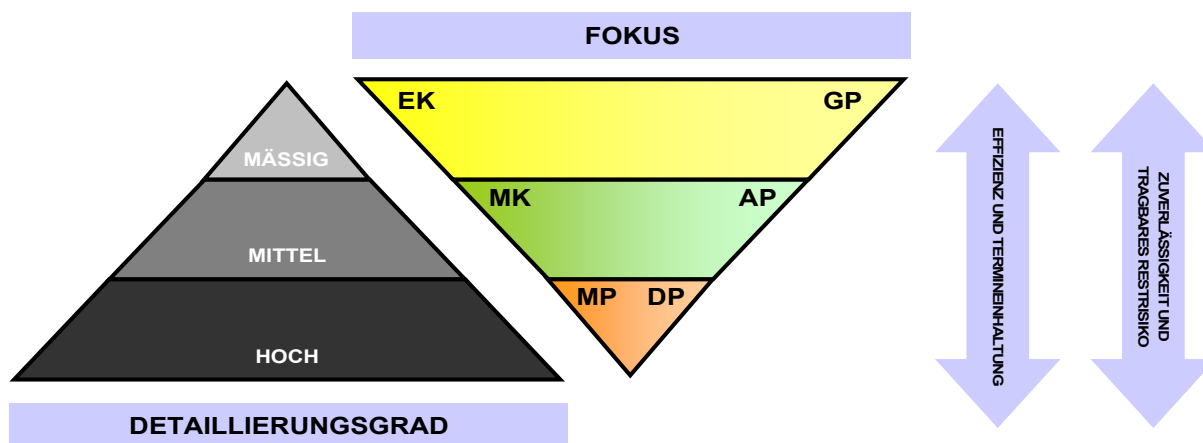 FOKUS
EK GP
MÄSSIG
MK AP
MITTEL
MP DP
HOCH
DETAILLIERUNGSGRAD
EFFIZIENZ UND TERMINEINHALTUNG
ZUVERLÄSSIGKEIT UND
TRAGBARES RESTRISIKO